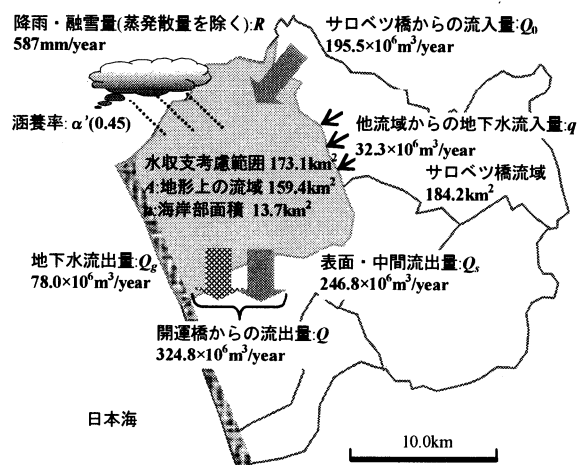 降雨・融雪量(蒸発散量を除く):R
587mm/year
サロベツ橋からの流入量:Q₀
195.5×10⁶m³/year
涵養率: α'(0.45)
他流域からの地下水流入量:q
32.3×10⁶m³/year
水収支考慮範囲 173.1km²
A:地形上の流域 159.4km²
a:海岸部面積 13.7km²
サロベツ橋流域
184.2km²
地下水流出量:Qg
78.0×10⁶m³/year
表面・中間流出量:Qs
246.8×10⁶m³/year
開運橋からの流出量:Q
324.8×10⁶m³/year
日本海
10.0km